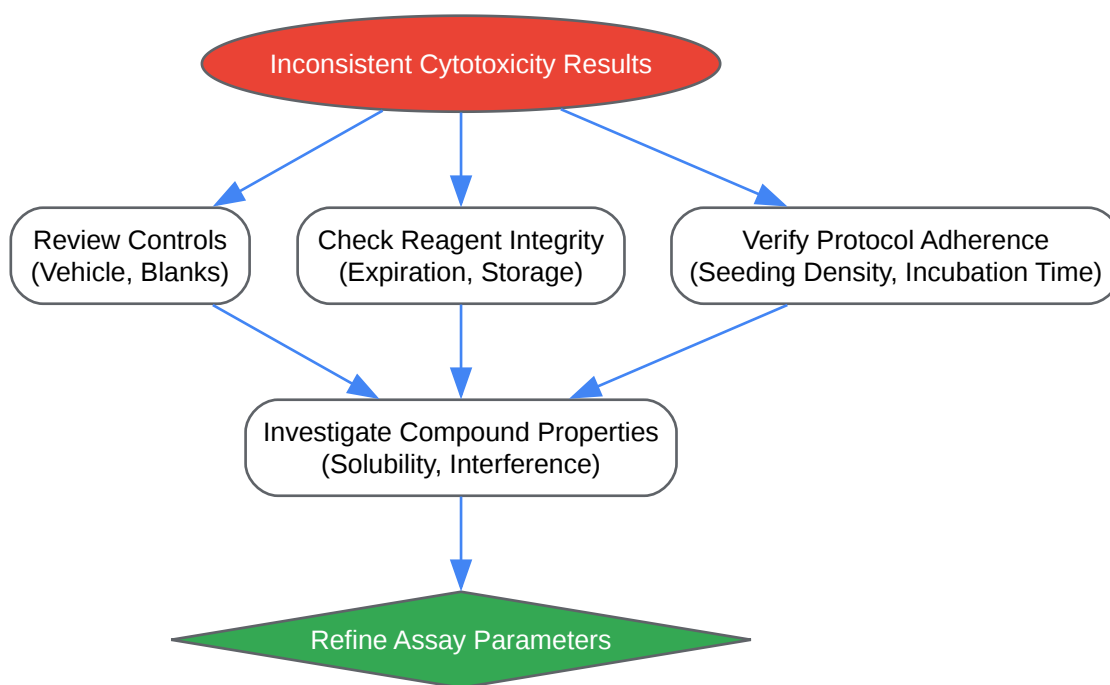 Inconsistent Cytotoxicity Results
Review Controls
(Vehicle, Blanks)
Check Reagent Integrity
(Expiration, Storage)
Verify Protocol Adherence
(Seeding Density, Incubation Time)
Investigate Compound Properties
(Solubility, Interference)
Refine Assay Parameters